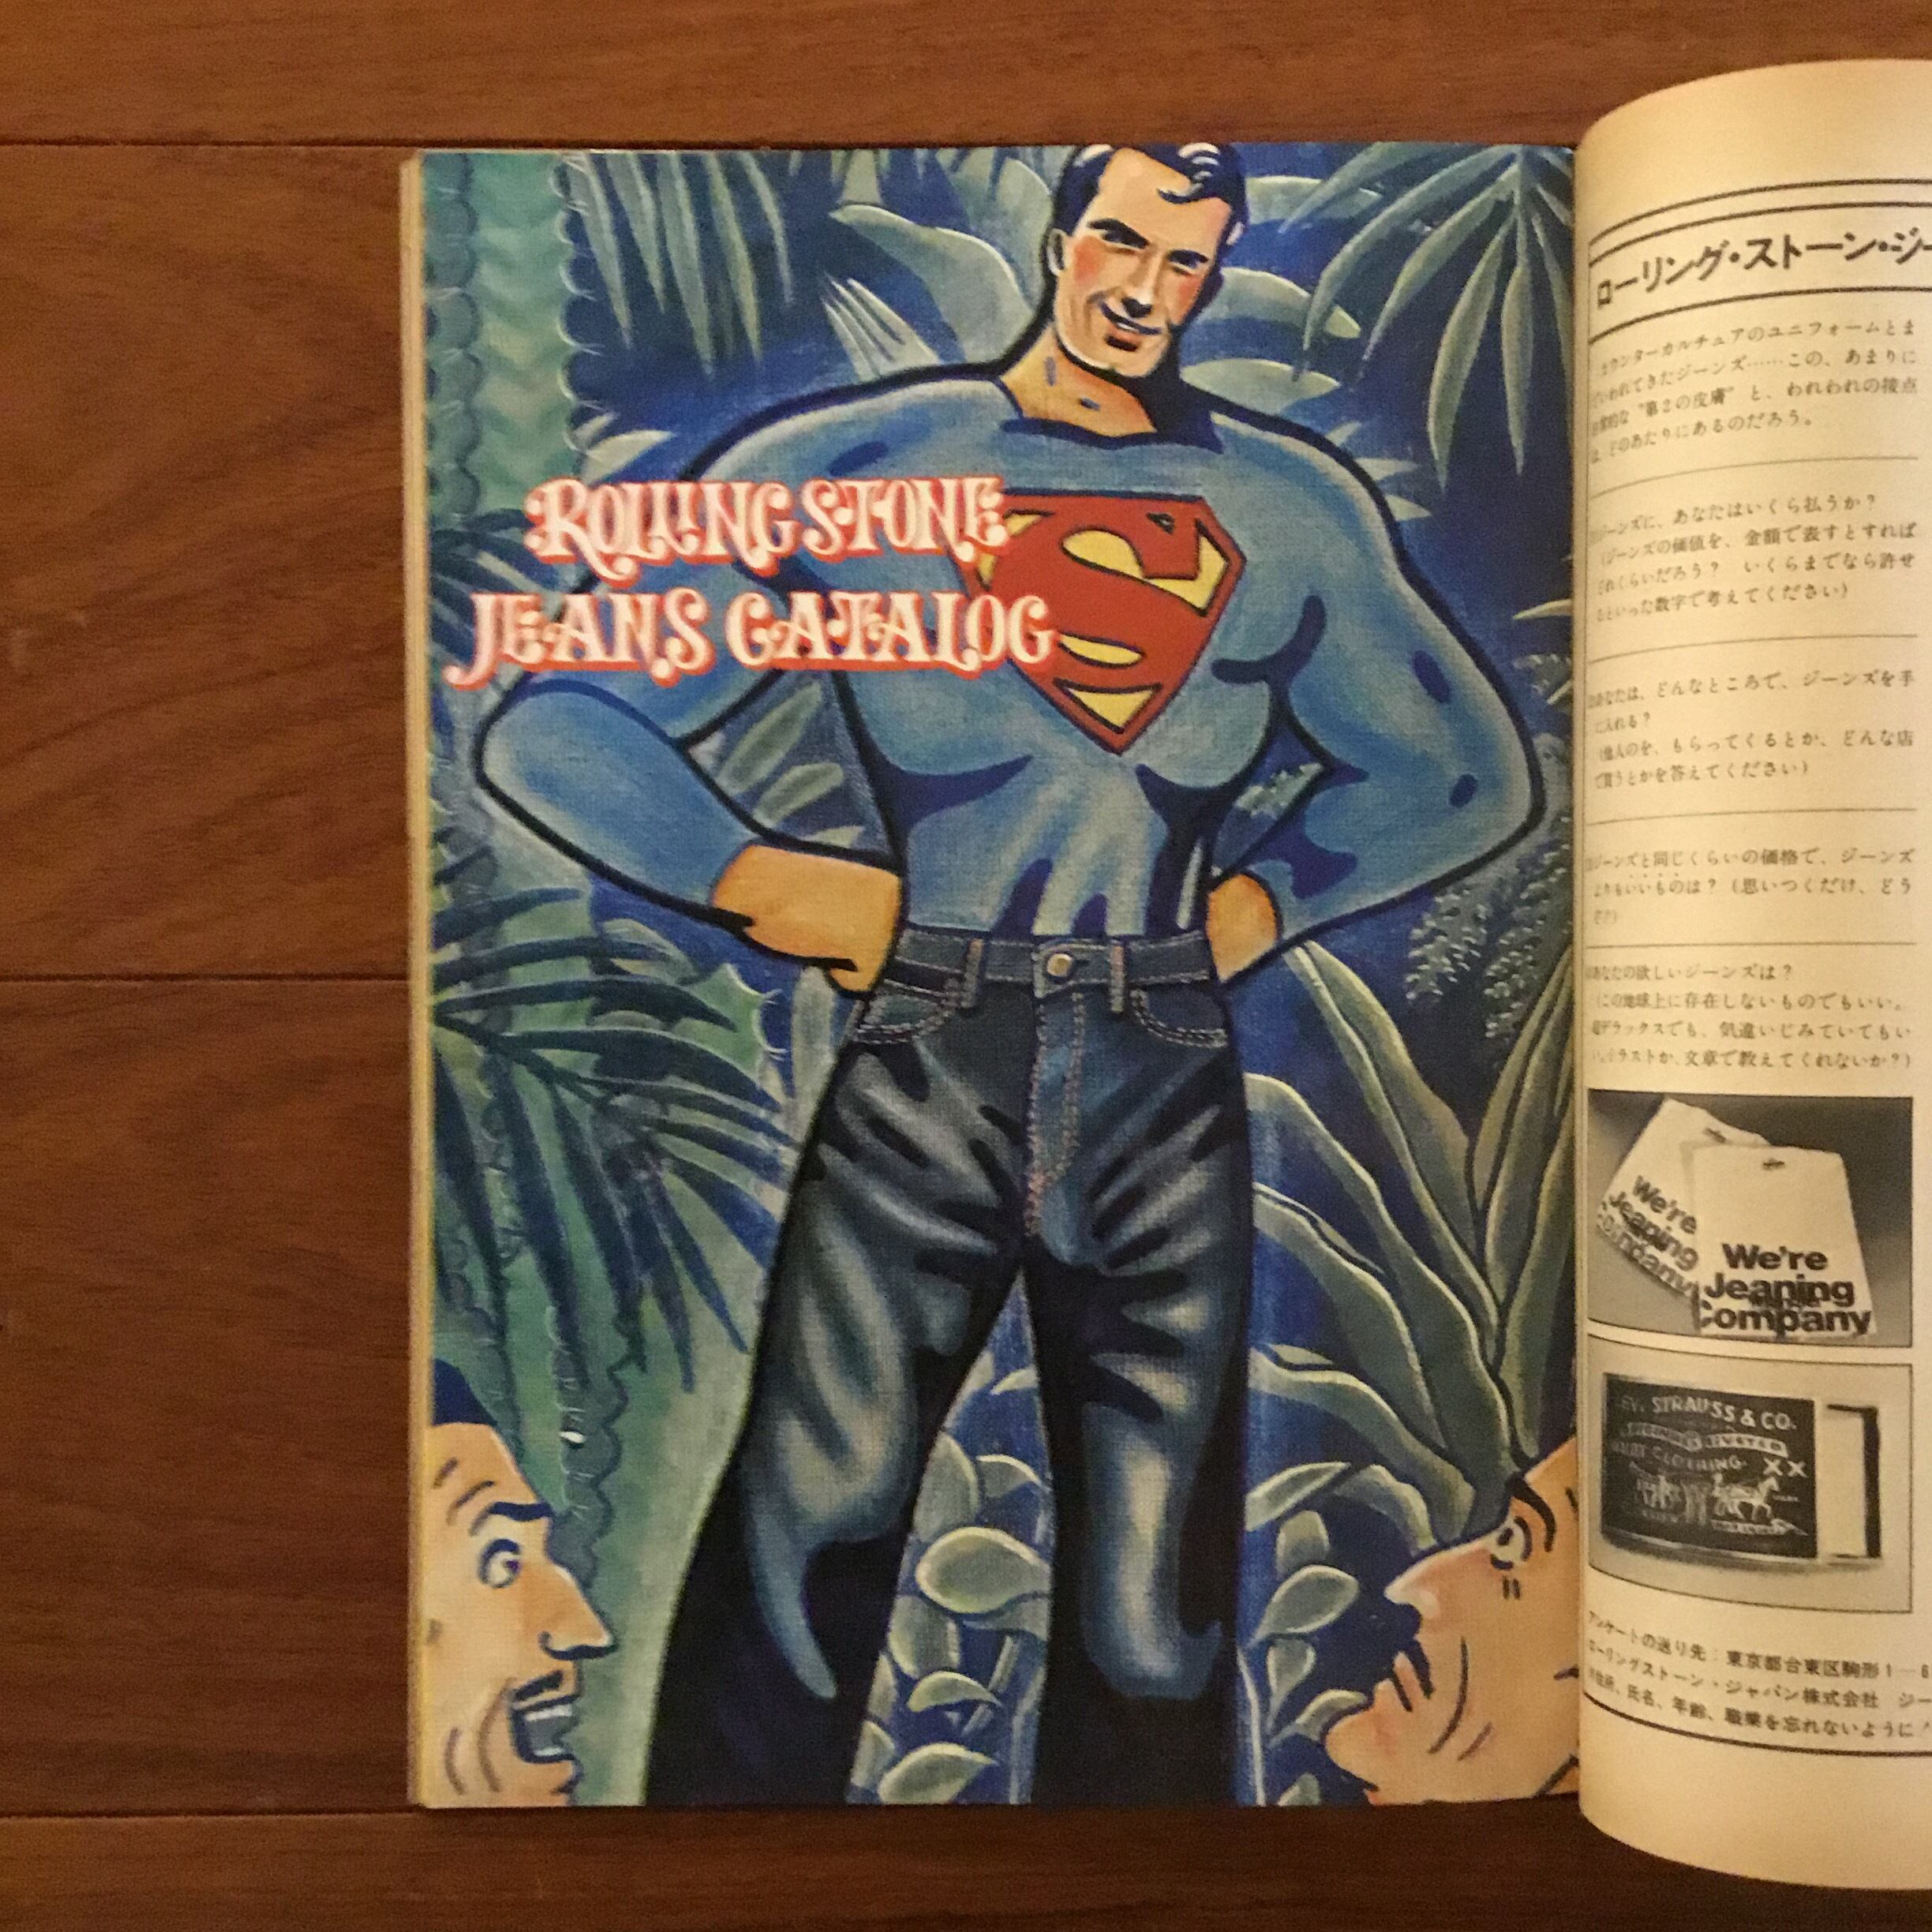 ROLLING STONE
JEANS CATALOG
S
ローリング・ストーン・ジー
カウンターカルチュアのユニフォームとま
いわれてきたジーンズ……この、あまりに
的な“第2の皮膚”と、われわれの接点
は、どのあたりにあるのだろう。
ジーンズに、あなたはいくら払うか？
(ジーンズの価値を、金額で表すとすれば
どれくらいだろう？ いくらまでなら許せ
るといった数字で考えてください)
あなたは、どんなところで、ジーンズを手
に入れる？
(他人のを、もらってくるとか、どんな店
で買うとかを答えてください)
ジーンズと同じくらいの価格で、ジーンズ
よりもいいものは？(思いつくだけ、どう
ぞ?)
あなたの欲しいジーンズは？
(この地球上に存在しないものでもいい。
超デラックスでも、気違いじみていてもい
い。イラストか、文章で教えてくれないか？)
We're
Jeaning
Company
We're
Jeaning
Company
STRAUSS & CO.
CLOTHING XX
アンケートの送り先：東京都台東区駒形1—8
ローリングストーン・ジャパン株式会社 ジー
住所、氏名、年齢、職業を忘れないように！